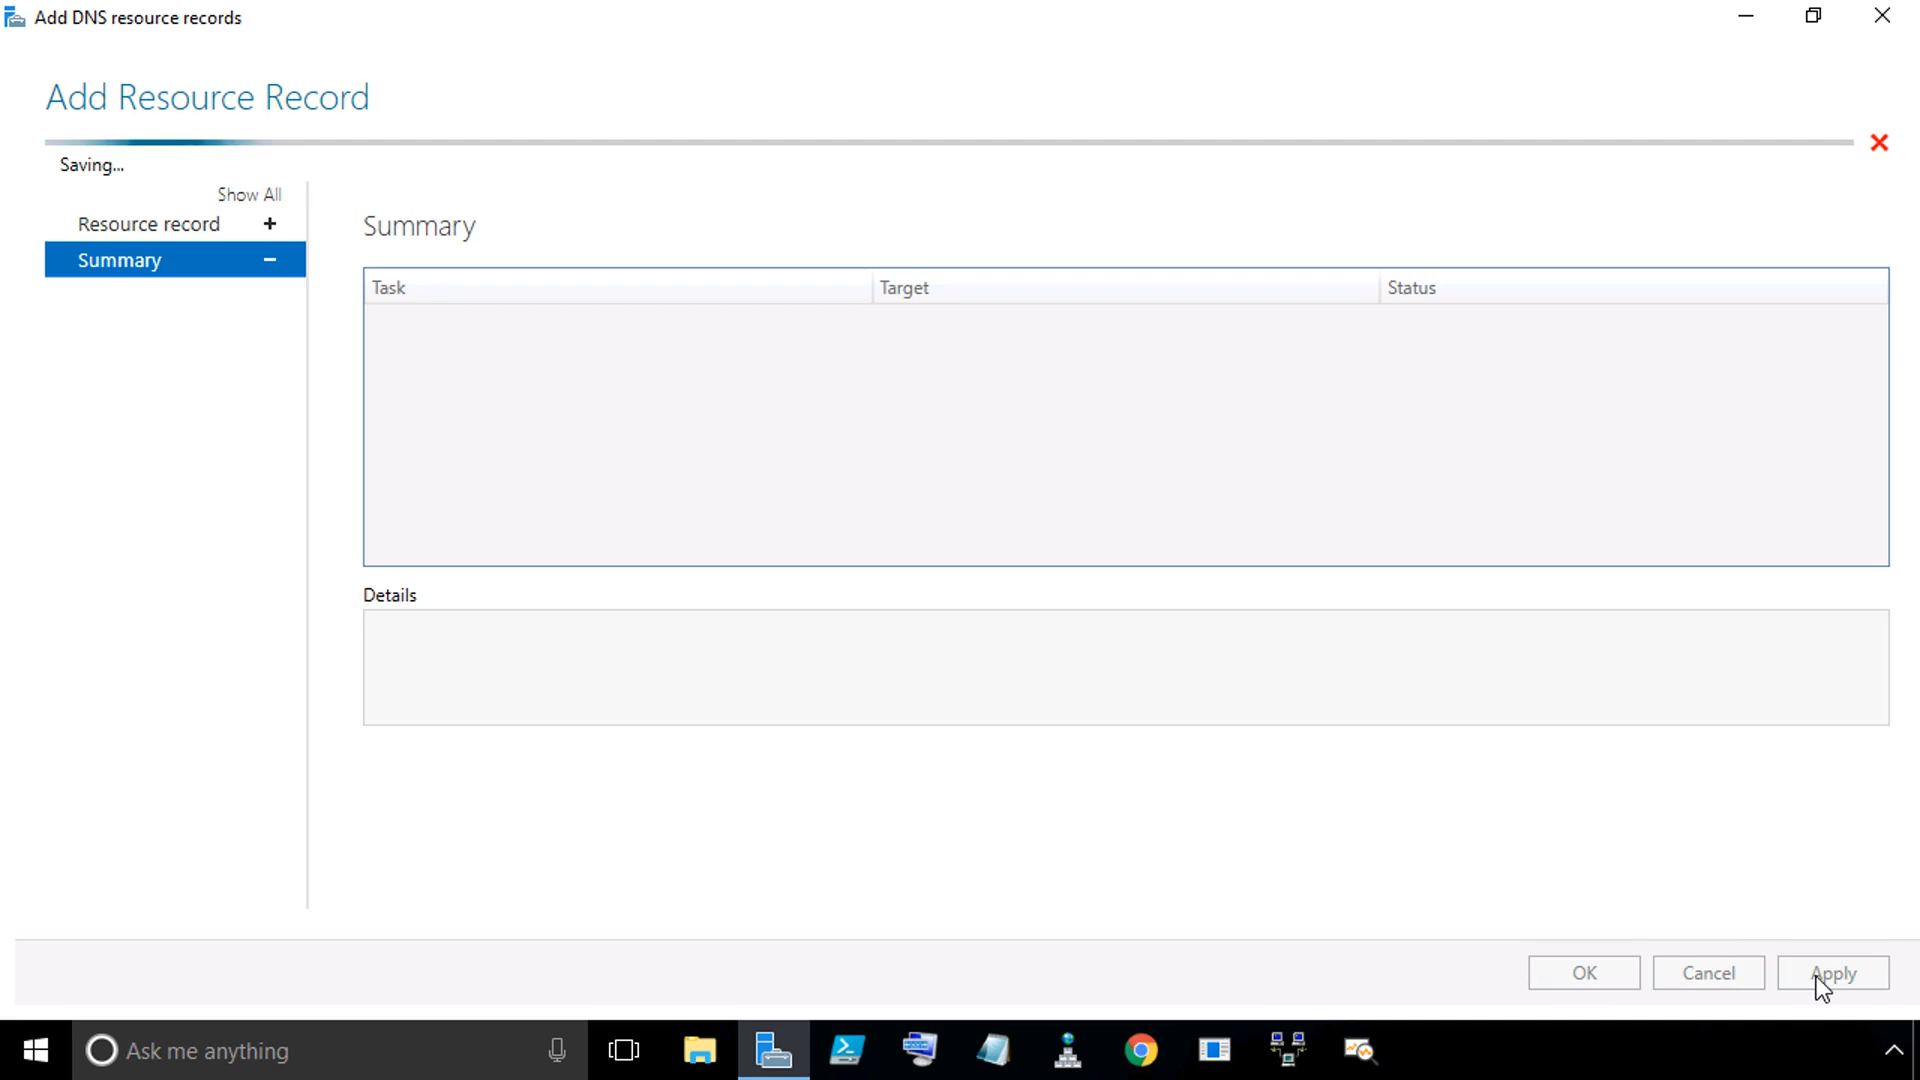 Add DNS resource records
Add Resource Record
Saving...
Show All
Resource record +
Summary −
Summary
Task Target Status
Details
OK Cancel Apply
Ask me anything